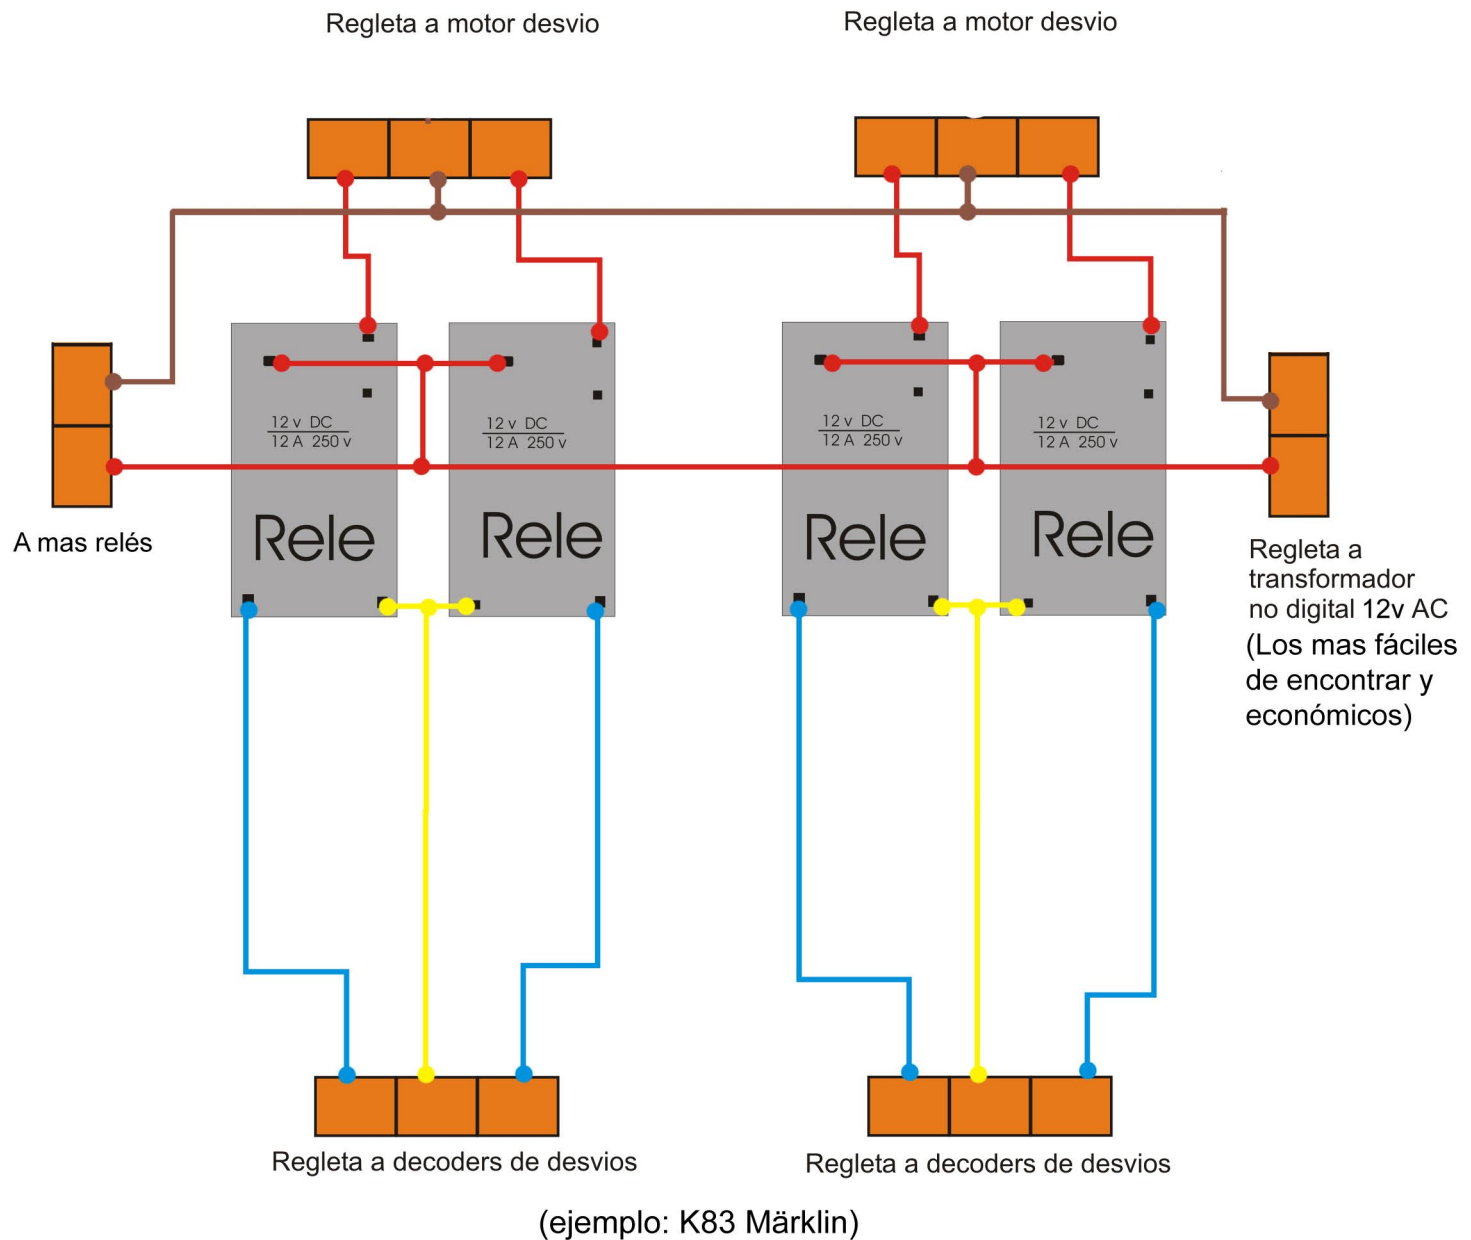 Regleta a motor desvio
Regleta a motor desvio
12 v DC
12 A 250 v
12 v DC
12 A 250 v
12 v DC
12 A 250 v
12 v DC
12 A 250 v
Rele
Rele
Rele
Rele
A mas relés
Regleta a
transformador
no digital 12v AC
(Los mas fáciles
de encontrar y
económicos)
Regleta a decoders de desvios
Regleta a decoders de desvios
(ejemplo: K83 Märklin)